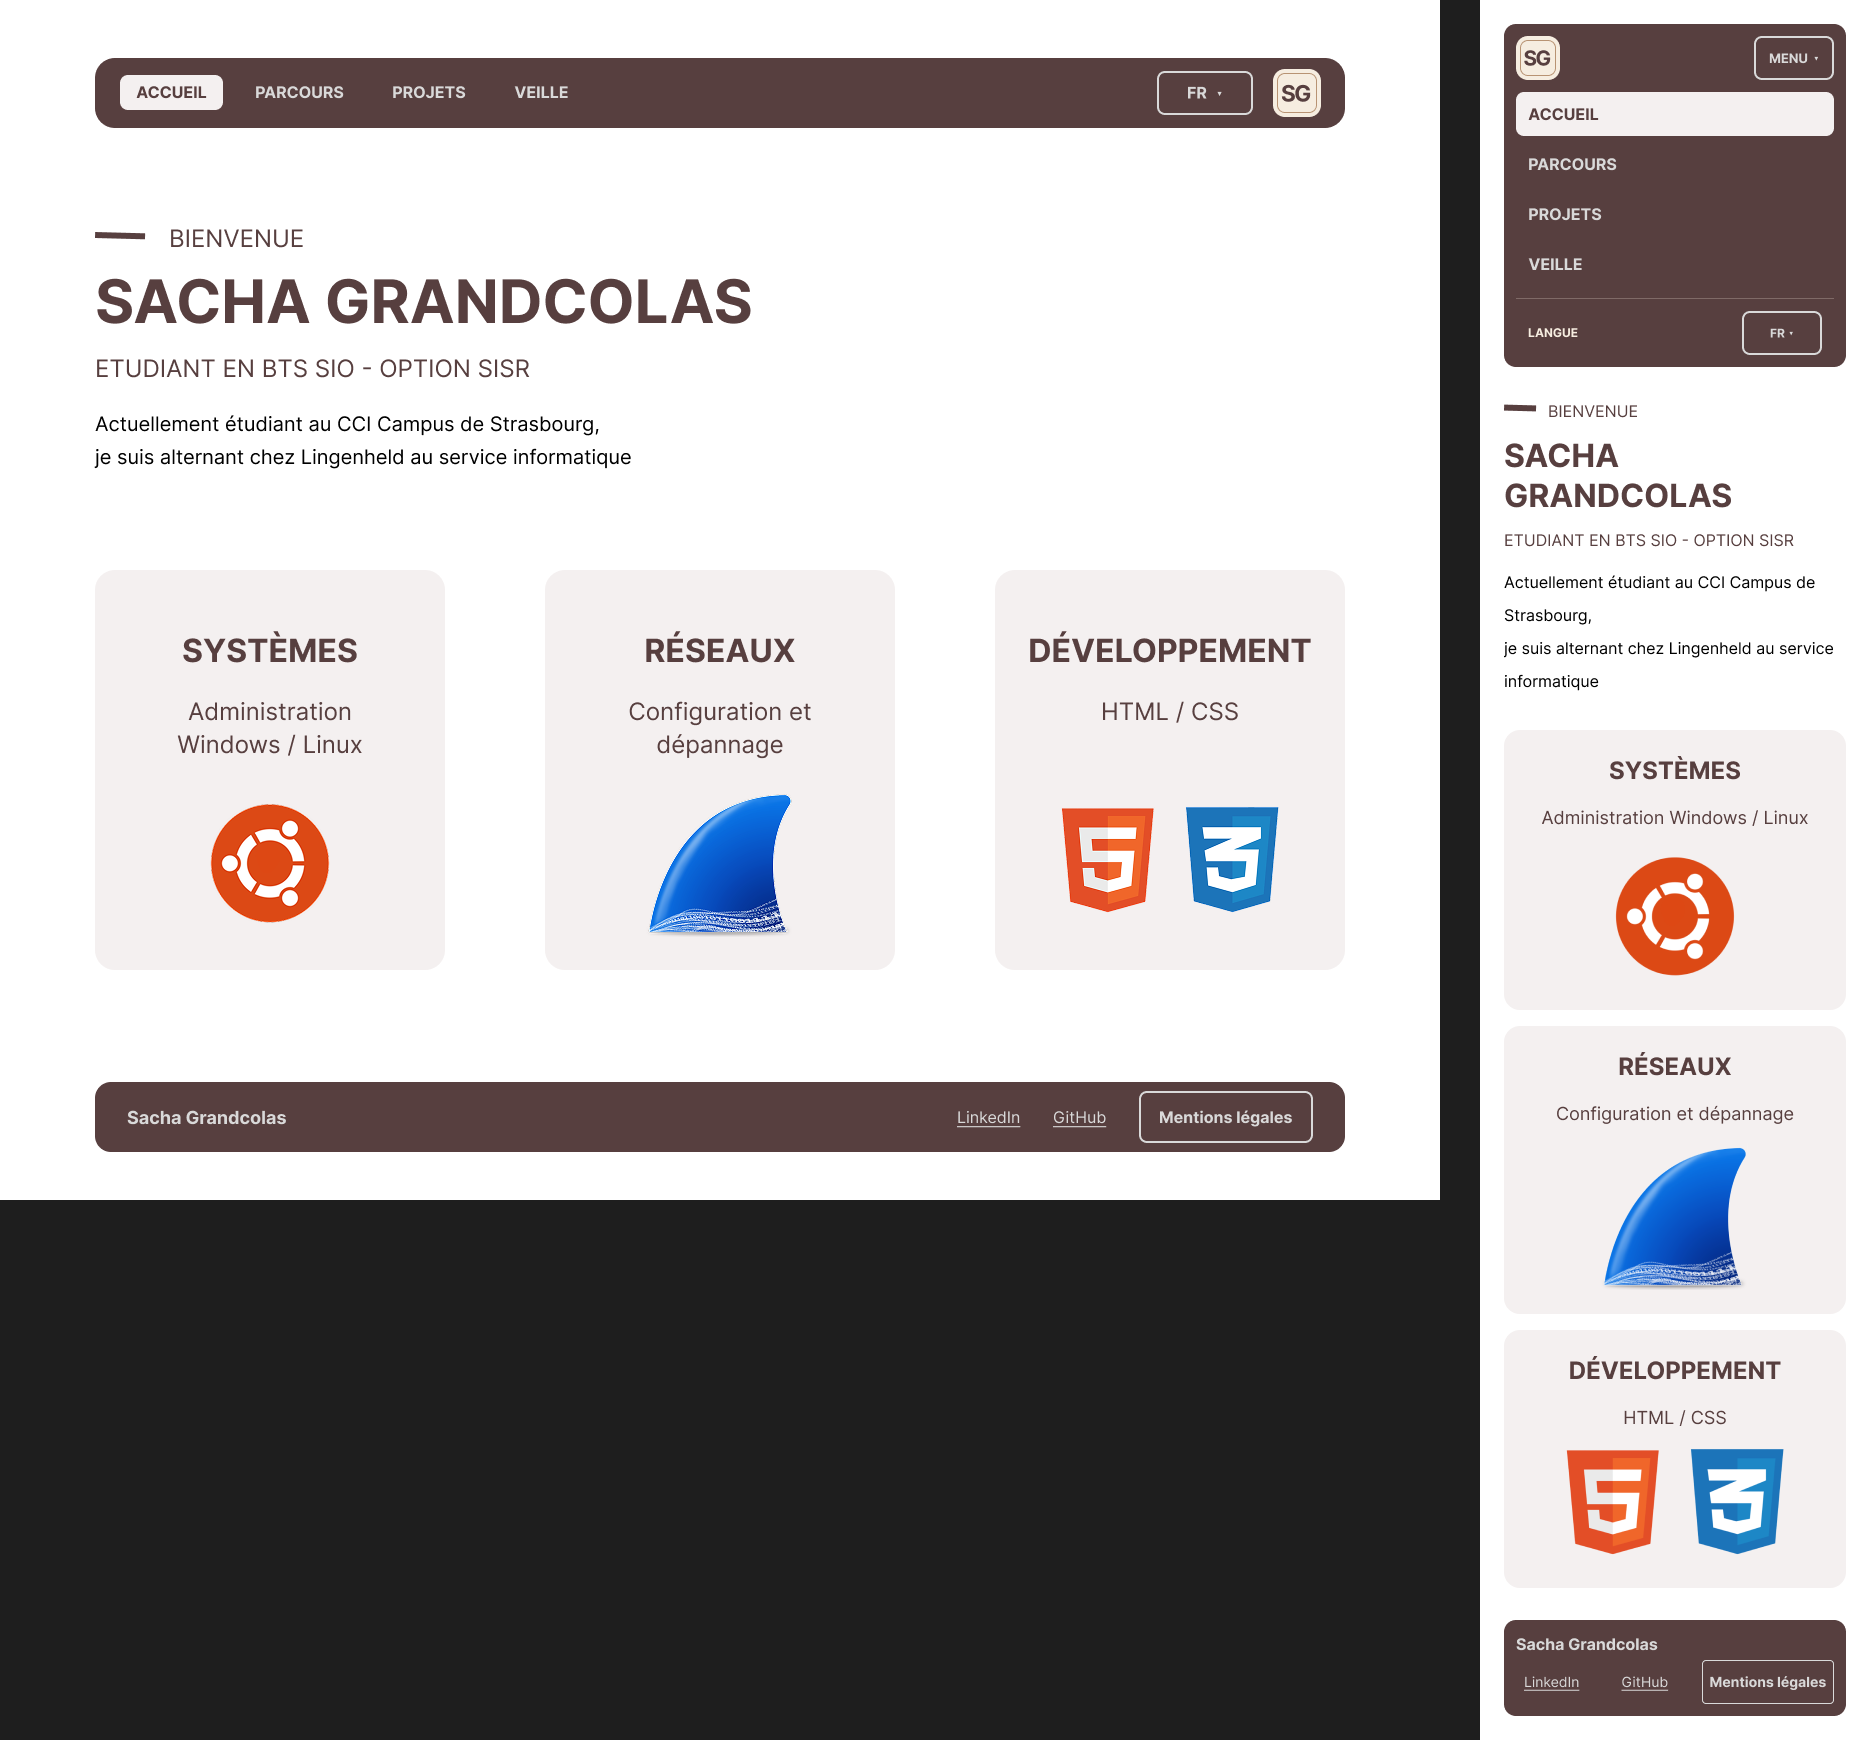 ACCUEIL PARCOURS PROJETS VEILLE FR SG
BIENVENUE
SACHA GRANDCOLAS
ETUDIANT EN BTS SIO - OPTION SISR
Actuellement étudiant au CCI Campus de Strasbourg,
je suis alternant chez Lingenheld au service informatique
SYSTÈMES
Administration
Windows / Linux
RÉSEAUX
Configuration et
dépannage
DÉVELOPPEMENT
HTML / CSS
Sacha Grandcolas LinkedIn GitHub Mentions légales
SG MENU
ACCUEIL
PARCOURS
PROJETS
VEILLE
LANGUE FR
BIENVENUE
SACHA
GRANDCOLAS
ETUDIANT EN BTS SIO - OPTION SISR
Actuellement étudiant au CCI Campus de
Strasbourg,
je suis alternant chez Lingenheld au service
informatique
SYSTÈMES
Administration Windows / Linux
RÉSEAUX
Configuration et dépannage
DÉVELOPPEMENT
HTML / CSS
Sacha Grandcolas
LinkedIn GitHub Mentions légales